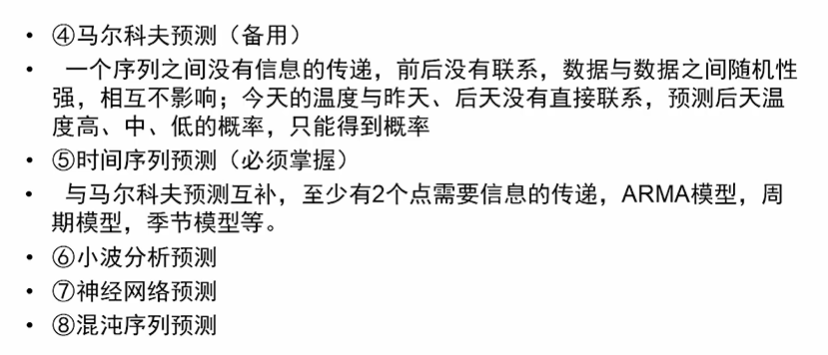 • ④马尔科夫预测（备用）
• 一个序列之间没有信息的传递，前后没有联系，数据与数据之间随机性
强，相互不影响；今天的温度与昨天、后天没有直接联系，预测后天温
度高、中、低的概率，只能得到概率
• ⑤时间序列预测（必须掌握）
• 与马尔科夫预测互补，至少有2个点需要信息的传递，ARMA模型，周
期模型，季节模型等。
• ⑥小波分析预测
• ⑦神经网络预测
• ⑧混沌序列预测